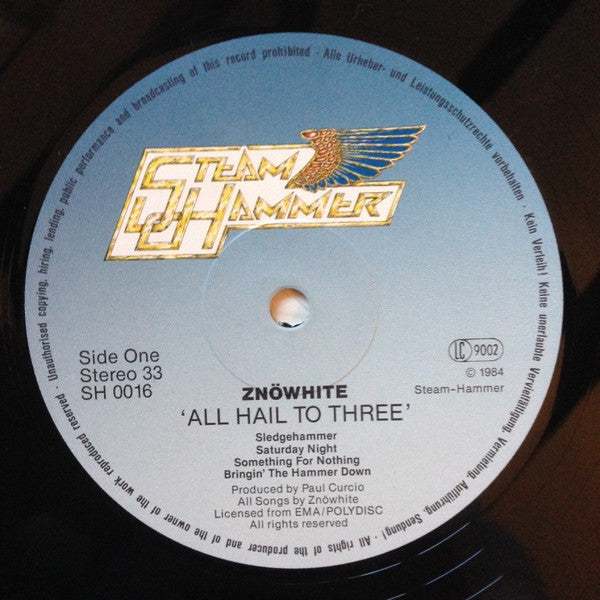 STEAM
HAMMER
Side One
Stereo 33
SH 0016
LC 9002
℗ 1984
Steam-Hammer
ZNÖWHITE
'ALL HAIL TO THREE'
Sledgehammer
Saturday Night
Something For Nothing
Bringin' The Hammer Down
Produced by Paul Curcio
All Songs by Znöwhite
Licensed from EMA/POLYDISC
All rights reserved
· All rights of the producer and of the owner of the work reproduced reserved · Unauthorised copying, hiring, lending, public performance and broadcasting of this record prohibited · Alle Urheber- und Leistungsschutzrechte vorbehalten · Kein Verleih! Keine unerlaubte Vervielfältigung, Vermietung, Aufführung, Sendung!